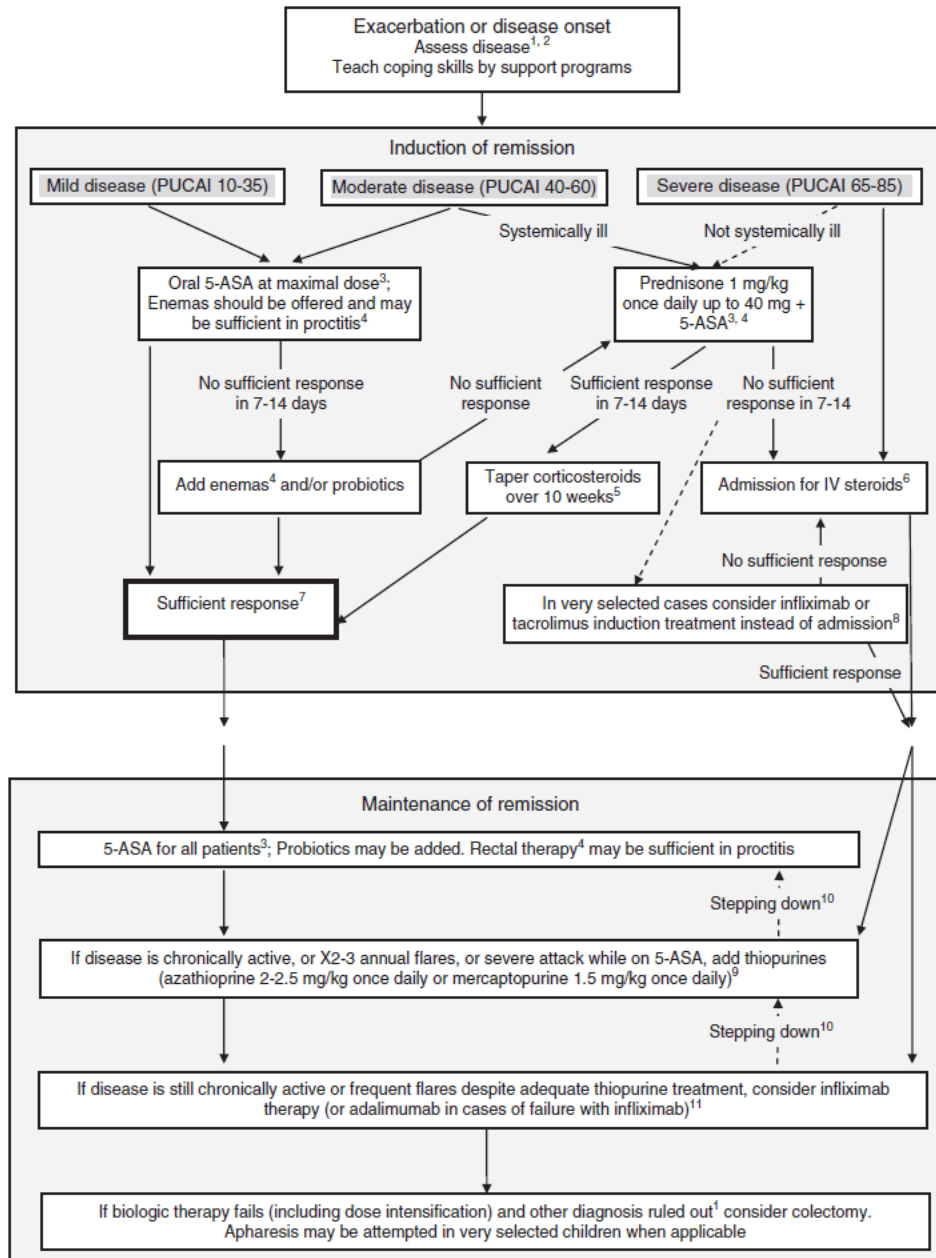 Exacerbation or disease onset
Assess disease1, 2
Teach coping skills by support programs
Induction of remission
Mild disease (PUCAI 10-35)
Moderate disease (PUCAI 40-60)
Severe disease (PUCAI 65-85)
Systemically ill
Not systemically ill
Oral 5-ASA at maximal dose3;
Enemas should be offered and may
be sufficient in proctitis4
Prednisone 1 mg/kg
once daily up to 40 mg +
5-ASA3, 4
No sufficient response
in 7-14 days
No sufficient
response
Sufficient response
in 7-14 days
No sufficient
response in 7-14
Add enemas4 and/or probiotics
Taper corticosteroids
over 10 weeks5
Admission for IV steroids6
No sufficient response
Sufficient response7
In very selected cases consider infliximab or
tacrolimus induction treatment instead of admission8
Sufficient response
Maintenance of remission
5-ASA for all patients3; Probiotics may be added. Rectal therapy4 may be sufficient in proctitis
Stepping down10
If disease is chronically active, or X2-3 annual flares, or severe attack while on 5-ASA, add thiopurines
(azathioprine 2-2.5 mg/kg once daily or mercaptopurine 1.5 mg/kg once daily)9
Stepping down10
If disease is still chronically active or frequent flares despite adequate thiopurine treatment, consider infliximab
therapy (or adalimumab in cases of failure with infliximab)11
If biologic therapy fails (including dose intensification) and other diagnosis ruled out1 consider colectomy.
Apharesis may be attempted in very selected children when applicable